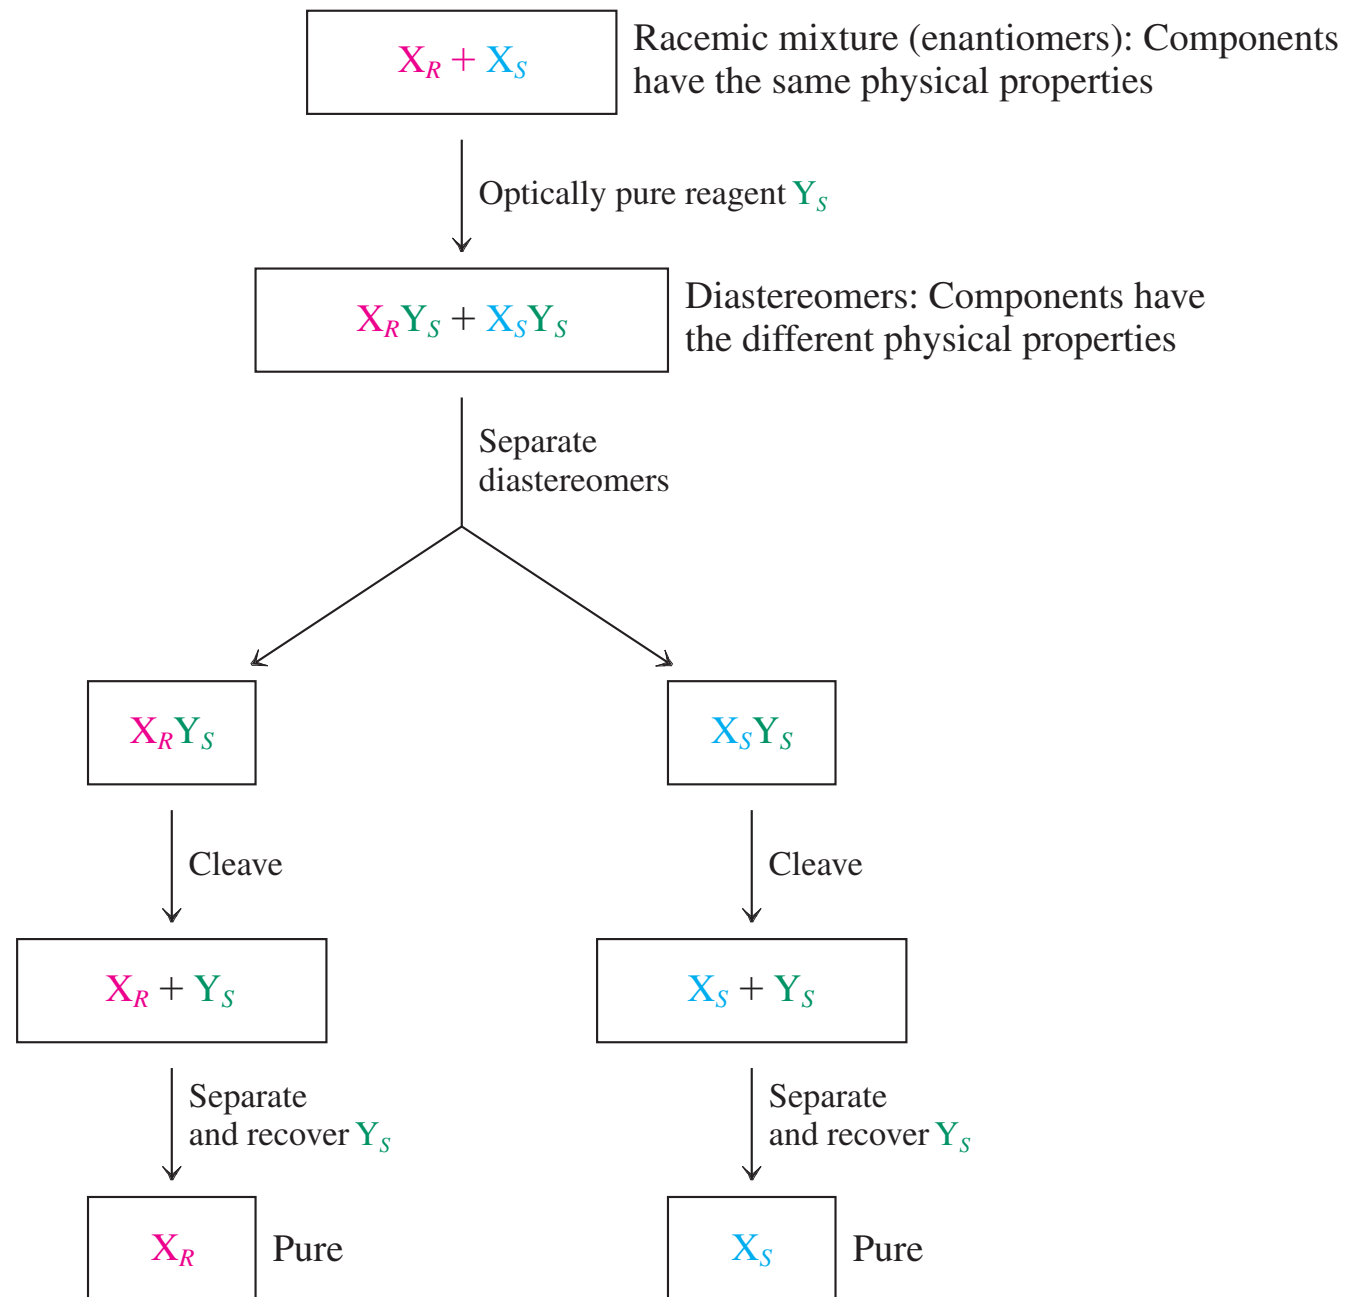 X_R + X_S
Racemic mixture (enantiomers): Components
have the same physical properties
Optically pure reagent Y_S
X_RY_S + X_SY_S
Diastereomers: Components have
the different physical properties
Separate
diastereomers
X_RY_S
X_SY_S
Cleave
Cleave
X_R + Y_S
X_S + Y_S
Separate
and recover Y_S
Separate
and recover Y_S
X_R
Pure
X_S
Pure